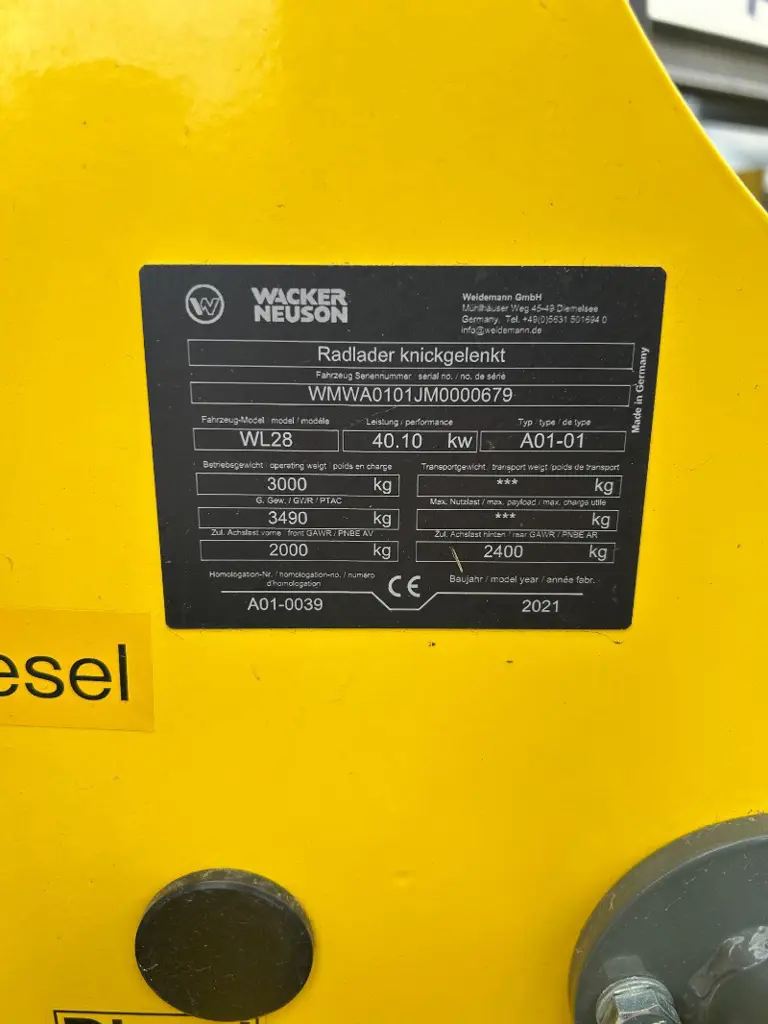 W
WACKER
NEUSON
Weidemann GmbH
Mühlhäuser Weg 45-49 Diemelsee
Germany, Tel. +49(0)5631 501694 0
info@weidemann.de
Radlader knickgelenkt
Fahrzeug Seriennummer / serial no. / no. de série
WMWA0101JM0000679
Made in Germany
Fahrzeug-Model / model / modéle Leistung / performance Typ / type / de type
WL28 40.10 kw A01-01
Betriebsgewicht / operating weigt / poids en charge Transportgewicht / transport weigt /poids de transport
3000 kg *** kg
G. Gew. / GWR / PTAC Max. Nutzlast / max. payload / max. charge utile
3490 kg *** kg
Zul. Achslast vorne / front GAWR / PNBE AV Zul. Achslast hinten / rear GAWR / PNBE AR
2000 kg 2400 kg
Homologation-Nr. / homologation-no. / numéro
d'homologation
CE
Baujahr / model year / année fabr.
A01-0039 2021
esel